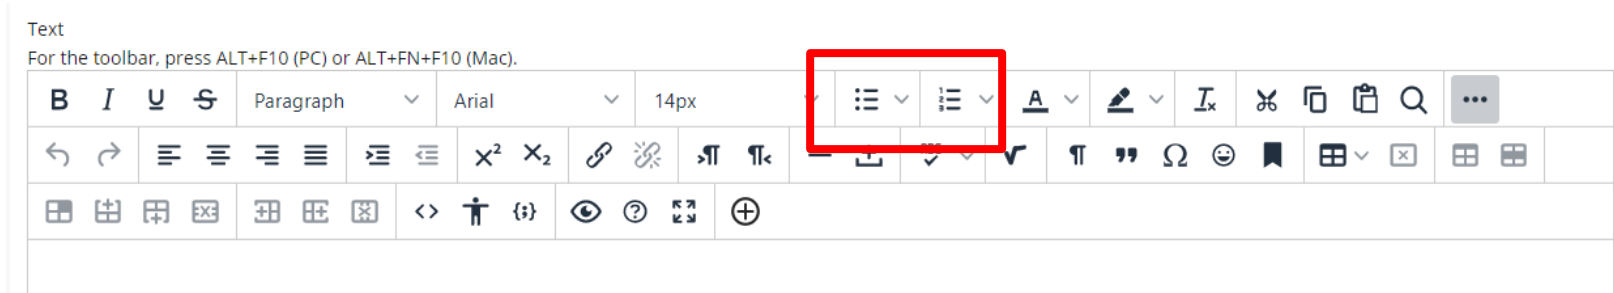 Text
For the toolbar, press ALT+F10 (PC) or ALT+FN+F10 (Mac).
B I U S Paragraph Arial 14px A